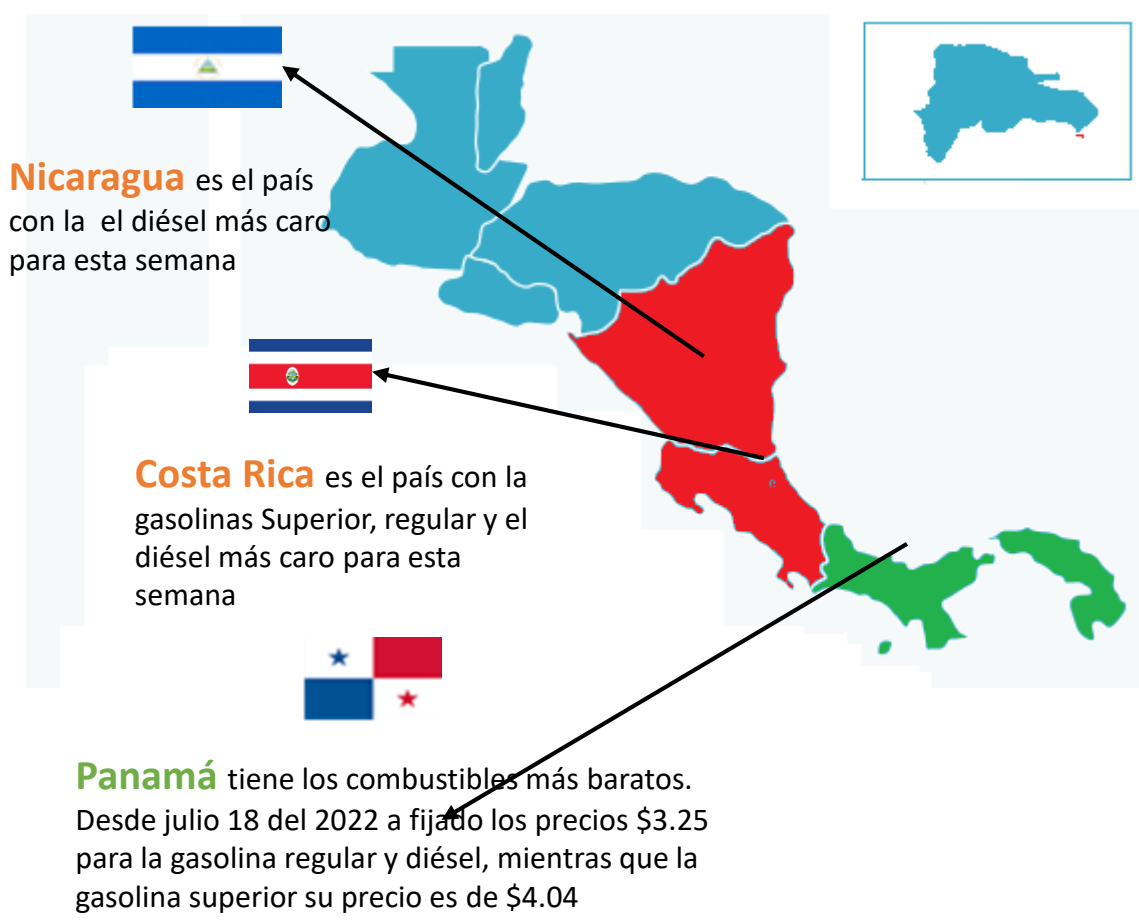 Nicaragua es el país
con la el diésel más caro
para esta semana
Costa Rica es el país con la
gasolinas Superior, regular y el
diésel más caro para esta
semana
Panamá tiene los combustibles más baratos.
Desde julio 18 del 2022 a fijado los precios $3.25
para la gasolina regular y diésel, mientras que la
gasolina superior su precio es de $4.04